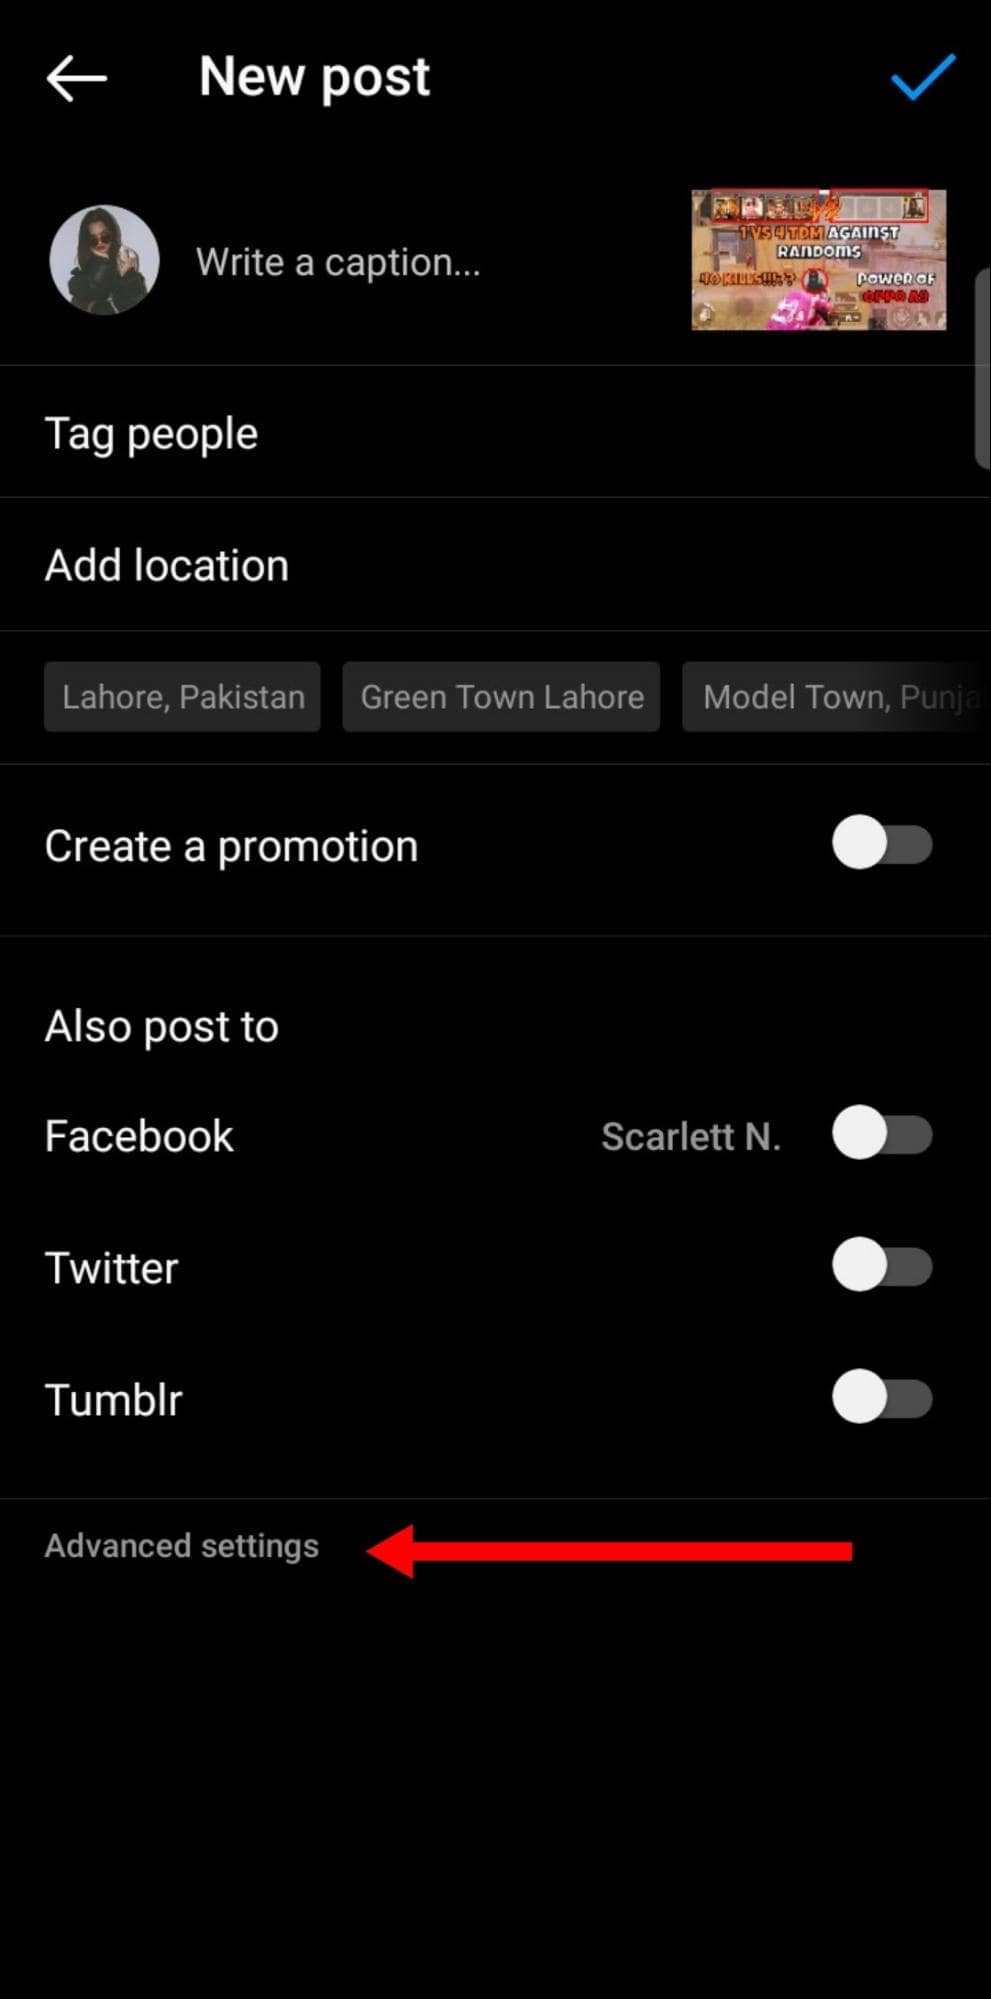 New post
Write a caption...
1 VS 4 TDM AGAINST
RANDOMS
40 KILLS!!!??
POWER OF
OPPO A9
Tag people
Add location
Lahore, Pakistan
Green Town Lahore
Model Town, Punja
Create a promotion
Also post to
Facebook
Scarlett N.
Twitter
Tumblr
Advanced settings